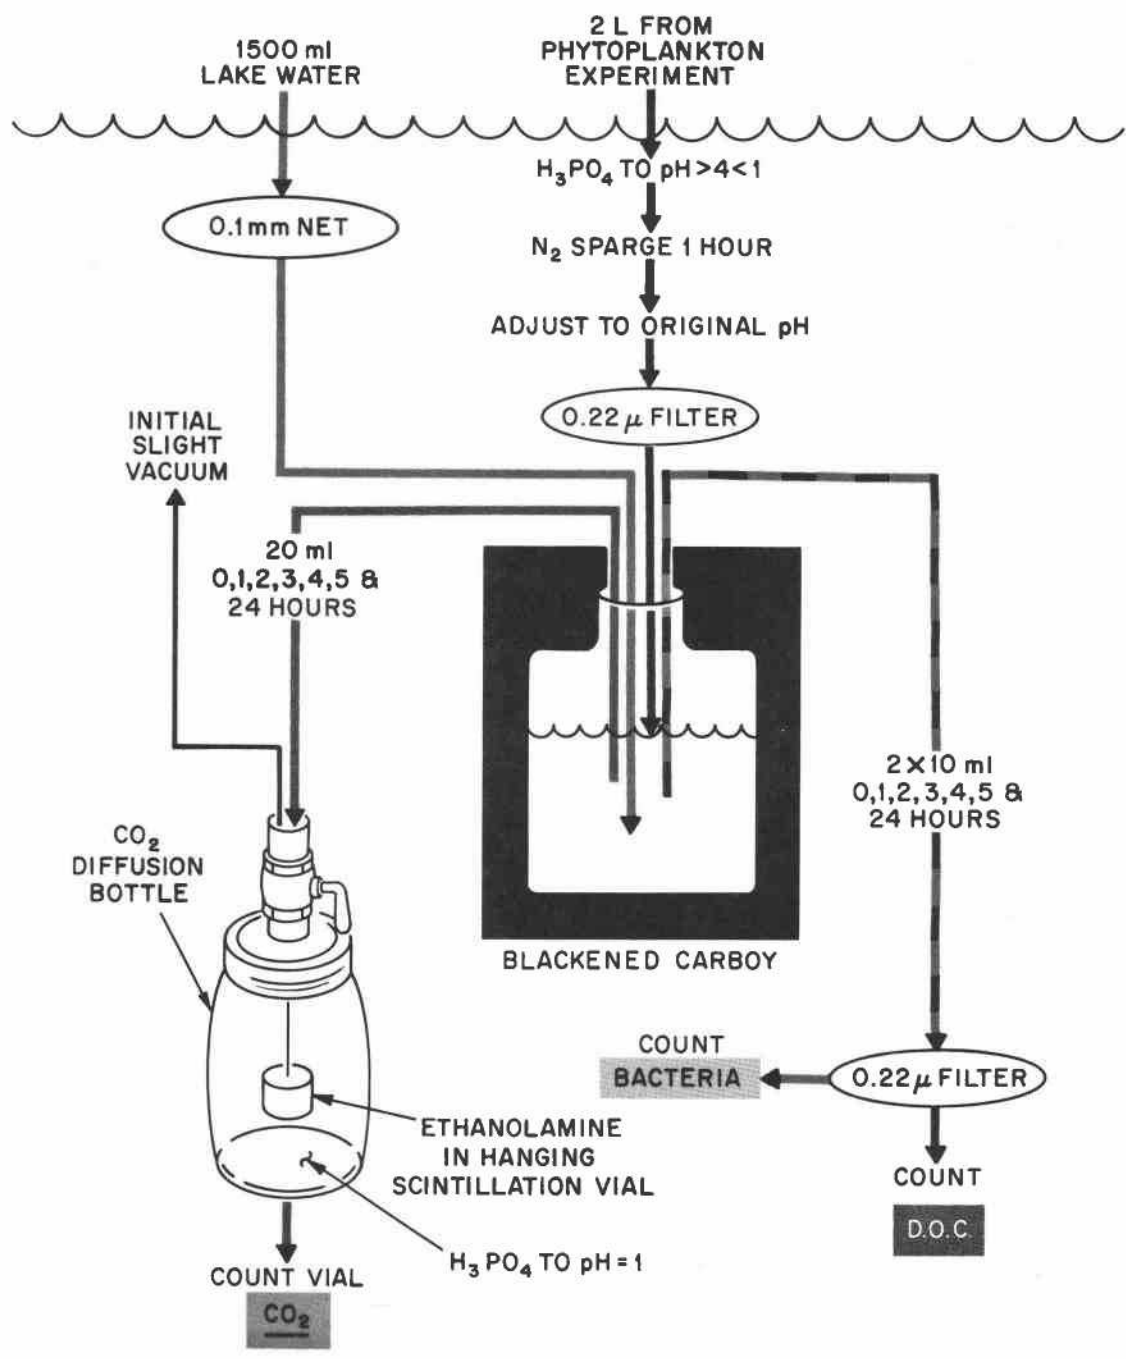 1500 ml
LAKE WATER
2 L FROM
PHYTOPLANKTON
EXPERIMENT
H₃PO₄ TO pH>4<1
0.1mm NET
N₂ SPARGE 1 HOUR
ADJUST TO ORIGINAL pH
0.22 μ FILTER
INITIAL
SLIGHT
VACUUM
20 ml
0,1,2,3,4,5 &
24 HOURS
2×10 ml
0,1,2,3,4,5 &
24 HOURS
CO₂
DIFFUSION
BOTTLE
BLACKENED CARBOY
COUNT
BACTERIA
0.22μ FILTER
ETHANOLAMINE
IN HANGING
SCINTILLATION VIAL
COUNT
D.O.C.
H₃PO₄ TO pH=1
COUNT VIAL
CO₂